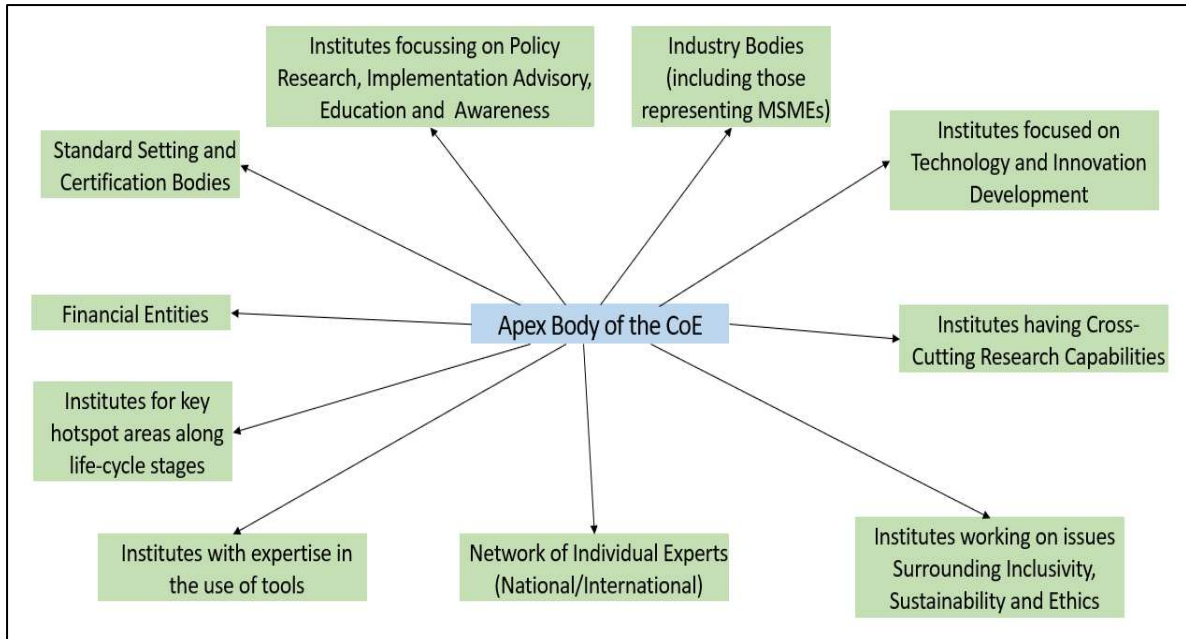 Institutes focussing on Policy
Research, Implementation Advisory,
Education and Awareness
Industry Bodies
(including those
representing MSMEs)
Institutes focused on
Technology and Innovation
Development
Standard Setting and
Certification Bodies
Financial Entities
Apex Body of the CoE
Institutes having Cross-
Cutting Research Capabilities
Institutes for key
hotspot areas along
life-cycle stages
Institutes with expertise in
the use of tools
Network of Individual Experts
(National/International)
Institutes working on issues
Surrounding Inclusivity,
Sustainability and Ethics